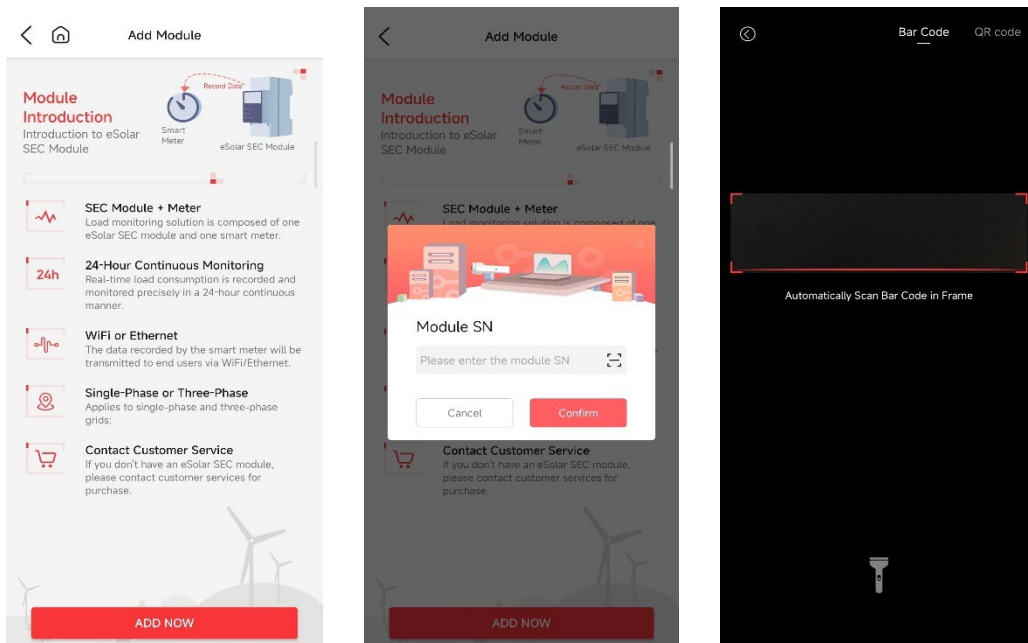 Add Module
Module
Introduction
Introduction to eSolar
SEC Module
Record Data
Smart
Meter
eSolar SEC Module
SEC Module + Meter
Load monitoring solution is composed of one
eSolar SEC module and one smart meter.
24h
24-Hour Continuous Monitoring
Real-time load consumption is recorded and
monitored precisely in a 24-hour continuous
manner.
WiFi or Ethernet
The data recorded by the smart meter will be
transmitted to end users via WiFi/Ethernet.
Single-Phase or Three-Phase
Applies to single-phase and three-phase
grids;
Contact Customer Service
If you don't have an eSolar SEC module,
please contact customer services for
purchase.
ADD NOW
Add Module
Module
Introduction
Introduction to eSolar
SEC Module
Record Data
Smart
Meter
eSolar SEC Module
SEC Module + Meter
Load monitoring solution is composed of one
Module SN
Please enter the module SN
Cancel
Confirm
Contact Customer Service
If you don't have an eSolar SEC module,
please contact customer services for
purchase.
ADD NOW
Bar Code
QR code
Automatically Scan Bar Code in Frame